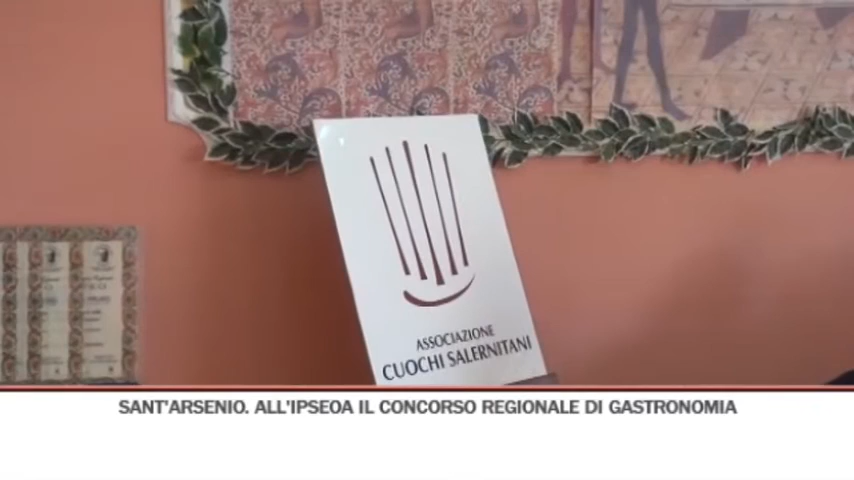 ASSOCIAZIONE
CUOCHI SALERNITANI
SANT'ARSENIO. ALL'IPSEOA IL CONCORSO REGIONALE DI GASTRONOMIA